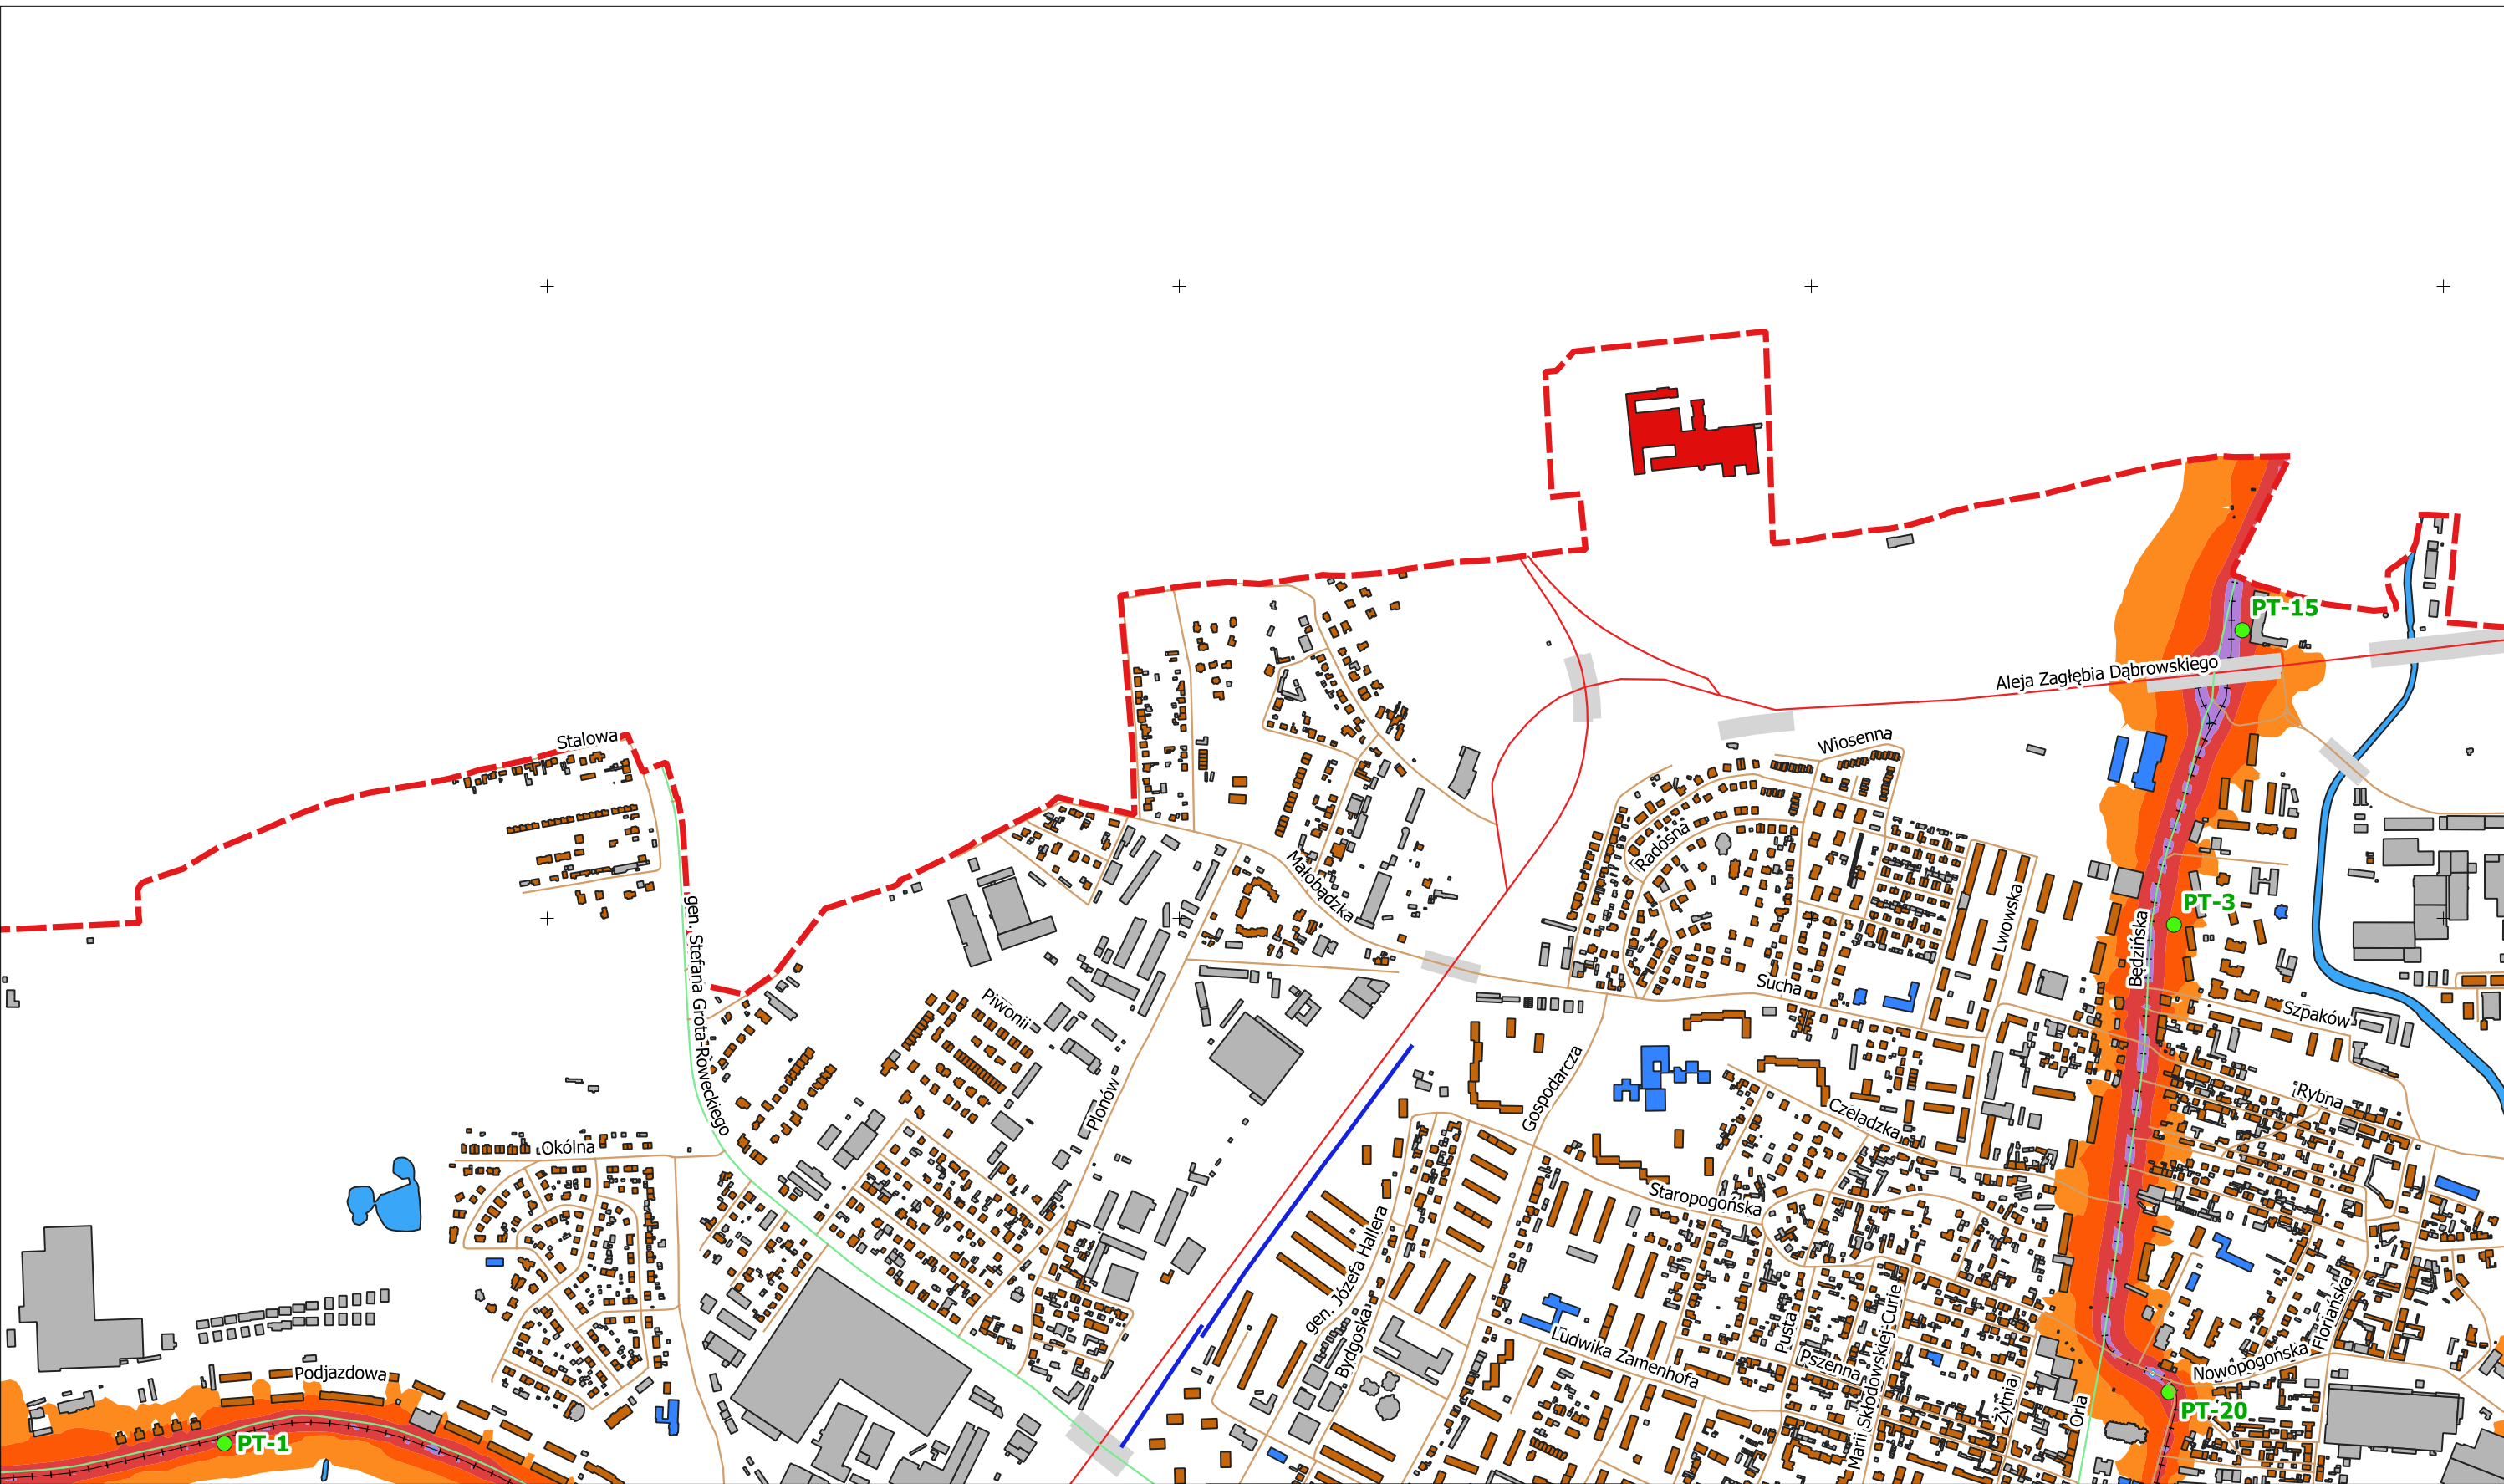 PT-15
Aleja Zagłębia Dąbrowskiego
Stalowa
Wiosenna
Radosna
Małobądzka
gen. Stefana Grota-Roweckiego
PT-3
Lwowska
Będzińska
Piwonii
Sucha
Szpaków
Rybna
Plonów
Gospodarcza
Czeladzka
Okólna
Staropogońska
gen. Józefa Hallera
Bydgoska
Ludwika Zamenhofa
Pusta
Pszenna
Marii Skłodowskiej-Curie
Żytnia
Orla
Floriańska
Nowopogońska
Podjazdowa
PT-20
PT-1